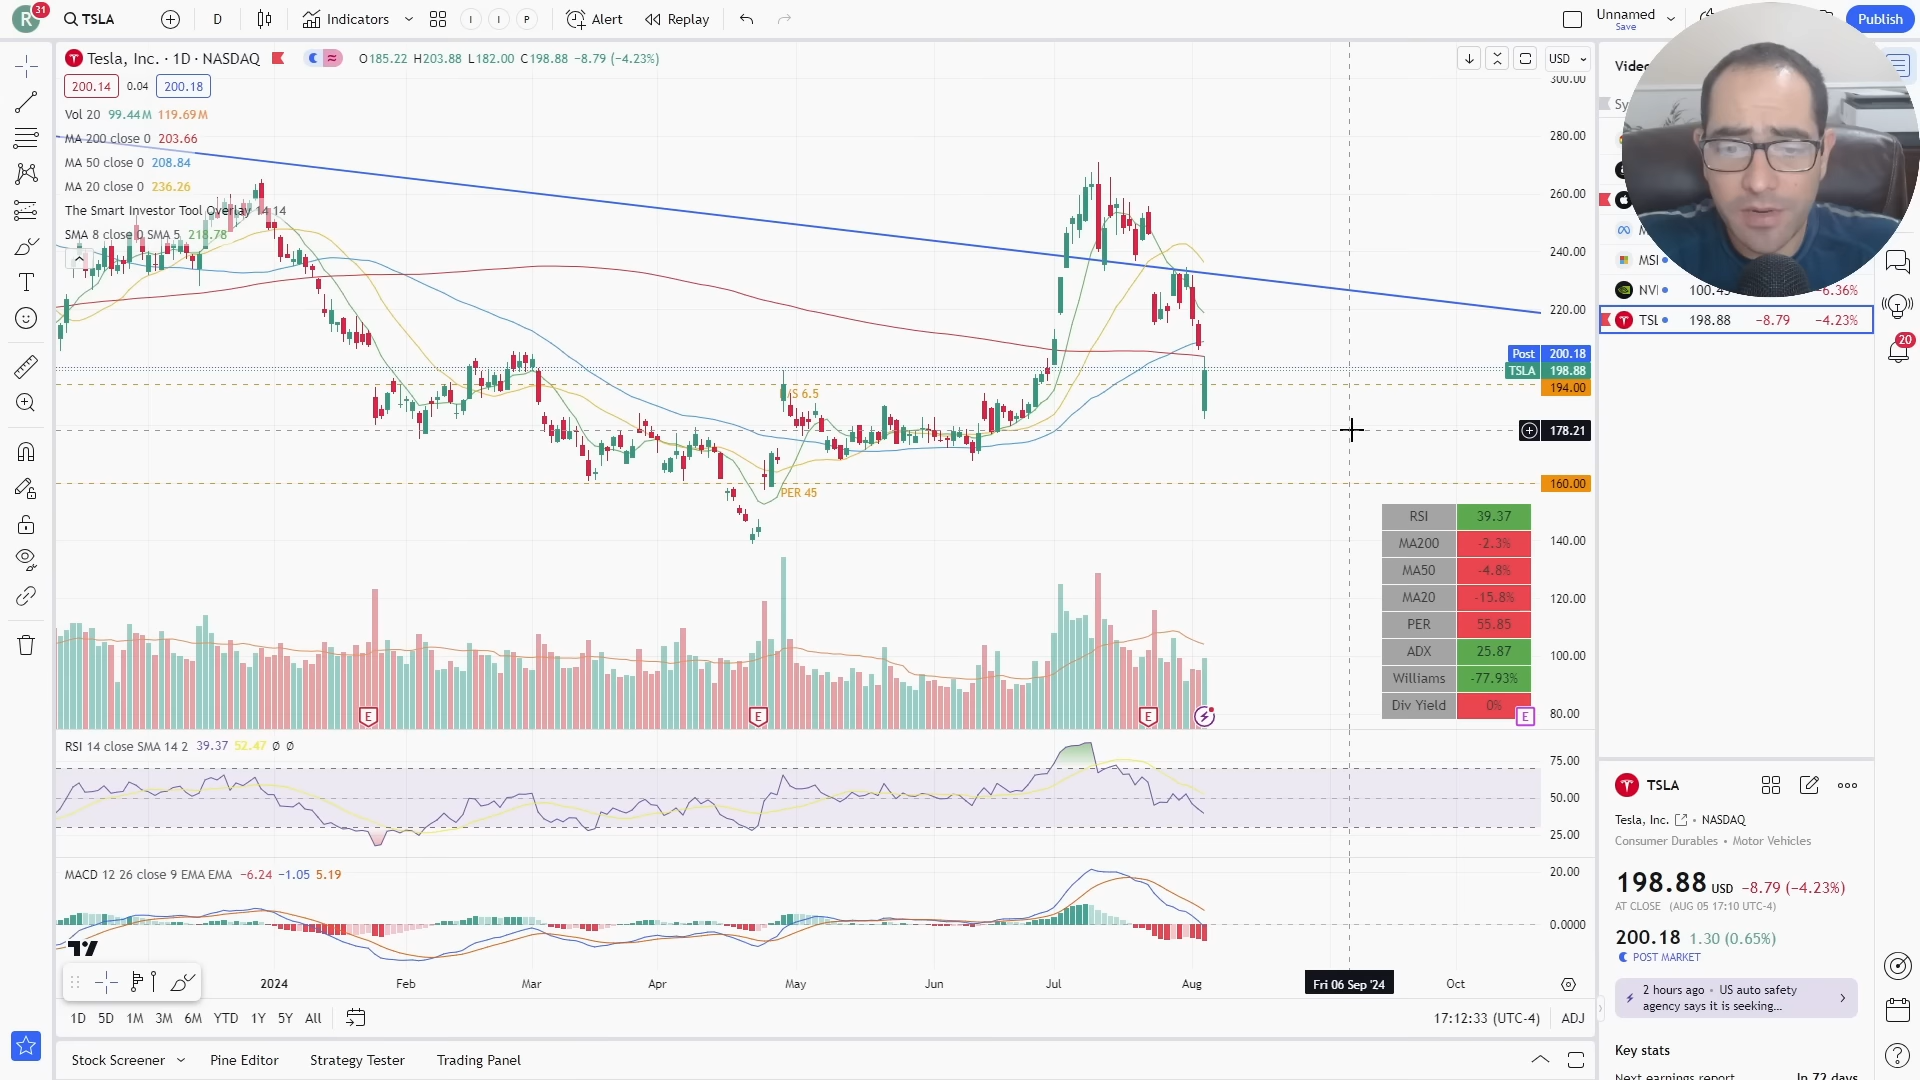 R 31
TSLA
D
Indicators
I I P
Alert
Replay
Unnamed
Save
Publish
Tesla, Inc. · 1D · NASDAQ
O185.22 H203.88 L182.00 C198.88 −8.79 (−4.23%)
USD
200.14 0.04 200.18
Vol 20 99.44M 119.69M
MA 200 close 0 203.66
MA 50 close 0 208.84
MA 20 close 0 236.26
The Smart Investor Tool Overlay 14 14
SMA 8 close 0 SMA 5 218.78
300.00
280.00
260.00
240.00
220.00
Post 200.18
TSLA 198.88
194.00
178.21
160.00
140.00
120.00
100.00
80.00
6.5
PER 45
RSI 39.37
MA200 -2.3%
MA50 -4.8%
MA20 -15.8%
PER 55.85
ADX 25.87
Williams -77.93%
Div Yield 0%
E E E E
RSI 14 close SMA 14 2 39.37 52.47 Ø Ø
75.00
50.00
25.00
MACD 12 26 close 9 EMA EMA −6.24 −1.05 5.19
20.00
0.0000
2024 Feb Mar Apr May Jun Jul Aug Fri 06 Sep '24 Oct
1D 5D 1M 3M 6M YTD 1Y 5Y All
17:12:33 (UTC-4) ADJ
Stock Screener Pine Editor Strategy Tester Trading Panel
Video
Sy
MSI
NVI 100.45 −6.36%
TSL 198.88 −8.79 −4.23%
20
TSLA
Tesla, Inc. • NASDAQ
Consumer Durables • Motor Vehicles
198.88 USD −8.79 (−4.23%)
AT CLOSE (AUG 05 17:10 UTC-4)
200.18 1.30 (0.65%)
POST MARKET
2 hours ago • US auto safety
agency says it is seeking...
Key stats
Next earnings report In 72 days